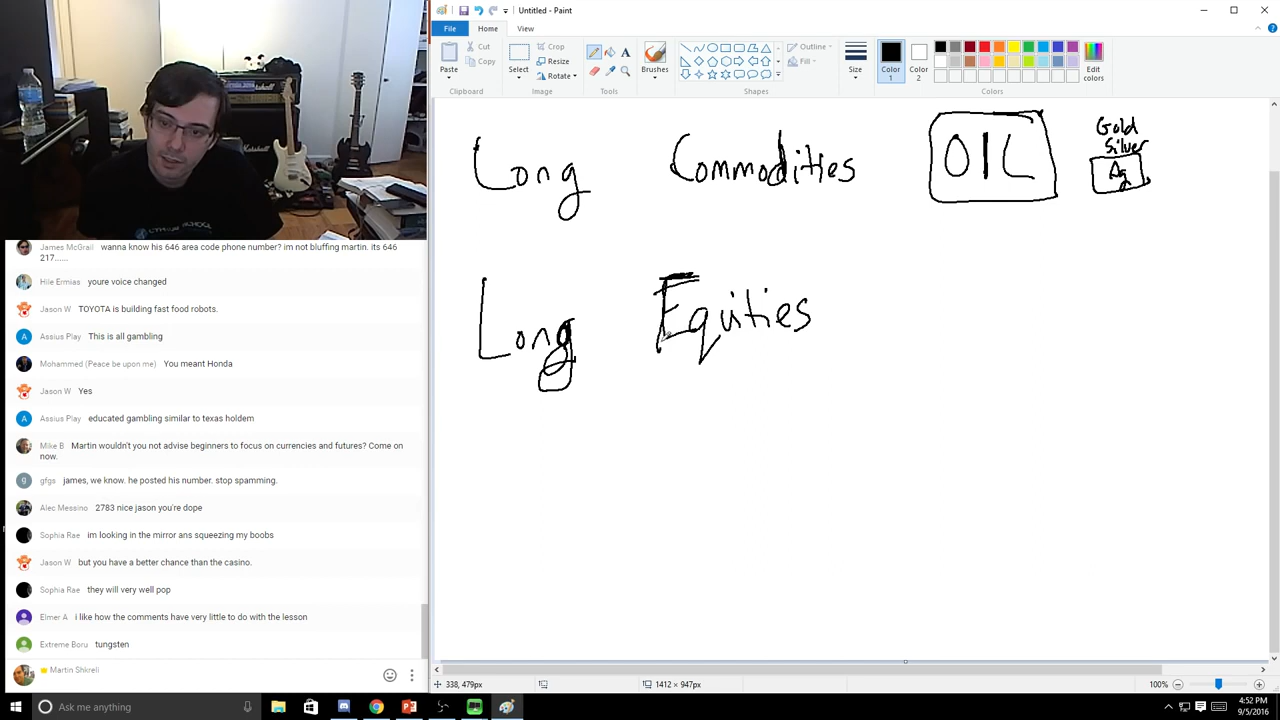 Untitled - Paint
File
Home
View
Paste
Cut
Copy
Clipboard
Select
Crop
Resize
Rotate
Image
Tools
Brushes
Shapes
Outline
Fill
Size
Color 1
Color 2
Edit colors
Colors
Long Commodities OIL
Gold
Silver
Ag
Long Equities
Marshall
Marshall
James McGrail wanna know his 646 area code phone number? im not bluffing martin. its 646
217......
Hile Ermias youre voice changed
Jason W TOYOTA is building fast food robots.
Assius Play This is all gambling
Mohammed (Peace be upon me) You meant Honda
Jason W Yes
Assius Play educated gambling similar to texas holdem
Mike B Martin wouldn't you not advise beginners to focus on currencies and futures? Come on
now.
gfgs james, we know. he posted his number. stop spamming.
Alec Messino 2783 nice jason you're dope
Sophia Rae im looking in the mirror ans squeezing my boobs
Jason W but you have a better chance than the casino.
Sophia Rae they will very well pop
Elmer A i like how the comments have very little to do with the lesson
Extreme Boru tungsten
Martin Shkreli
338, 479px
1412 × 947px
100%
Ask me anything
4:52 PM
9/5/2016